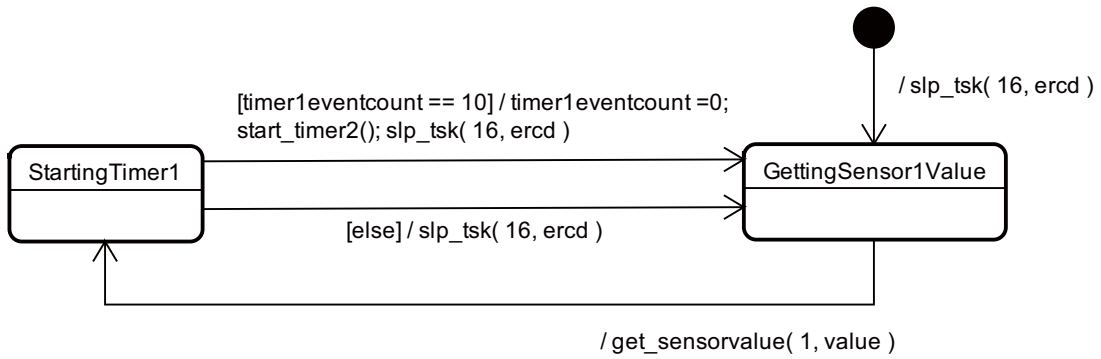 / slp_tsk( 16, ercd )
[timer1eventcount == 10] / timer1eventcount =0;
start_timer2(); slp_tsk( 16, ercd )
StartingTimer1
GettingSensor1Value
[else] / slp_tsk( 16, ercd )
/ get_sensorvalue( 1, value )